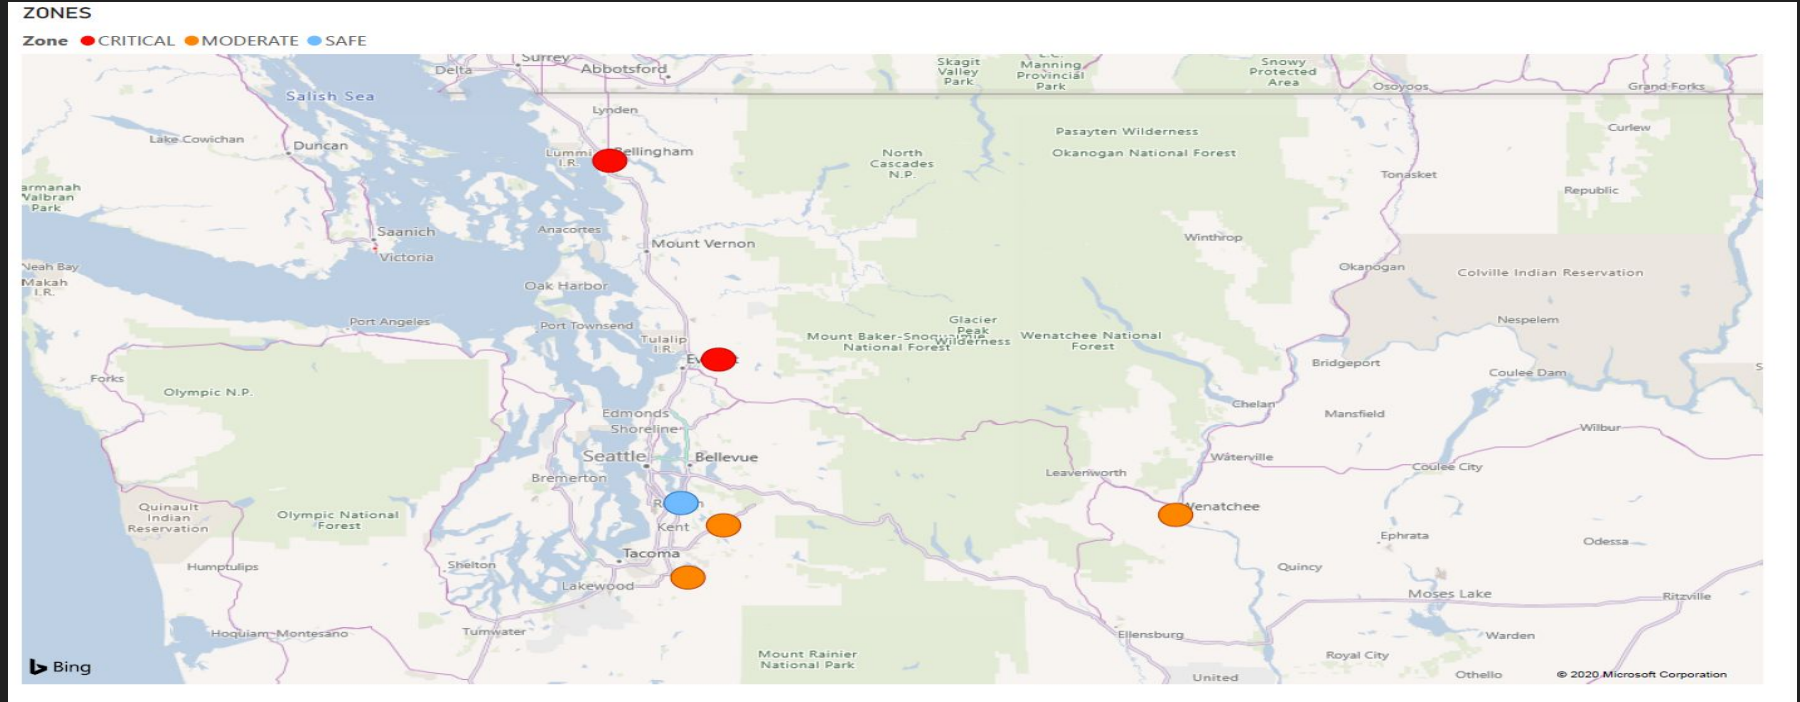 ZONES
Zone CRITICAL MODERATE SAFE
Surrey
Delta
Abbotsford
Skagit
Valley
Park
Manning
Provincial
Park
Snowy
Protected
Area
Osoyoos
Grand Forks
Salish Sea
Lynden
Lake Cowichan
Duncan
Lummi
I.R.
Bellingham
North
Cascades
N.P.
Pasayten Wilderness
Okanogan National Forest
Curlew
Tonasket
Republic
armanah
Walbran
Park
Saanich
Victoria
Anacortes
Mount Vernon
Winthrop
Okanogan
Colville Indian Reservation
Neah Bay
Makah
I.R.
Oak Harbor
Port Angeles
Port Townsend
Tulalip
I.R.
Glacier
Peak
Wilderness
Mount Baker-Snoqualmie
National Forest
Wenatchee National
Forest
Nespelem
Ev t
Bridgeport
Coulee Dam
S
Forks
Olympic N.P.
Chelan
Mansfield
Edmonds
Shoreline
Wilbur
Seattle
Bellevue
Waterville
Coulee City
Leavenworth
Bremerton
R n
Quinault
Indian
Reservation
Olympic National
Forest
Kent
Wenatchee
Ephrata
Odessa
Tacoma
Humptulips
Shelton
Lakewood
Quincy
Moses Lake
Ritzville
Hoquiam Montesano
Tumwater
Ellensburg
Warden
Mount Rainier
National Park
Royal City
Othello
United
Bing
© 2020 Microsoft Corporation